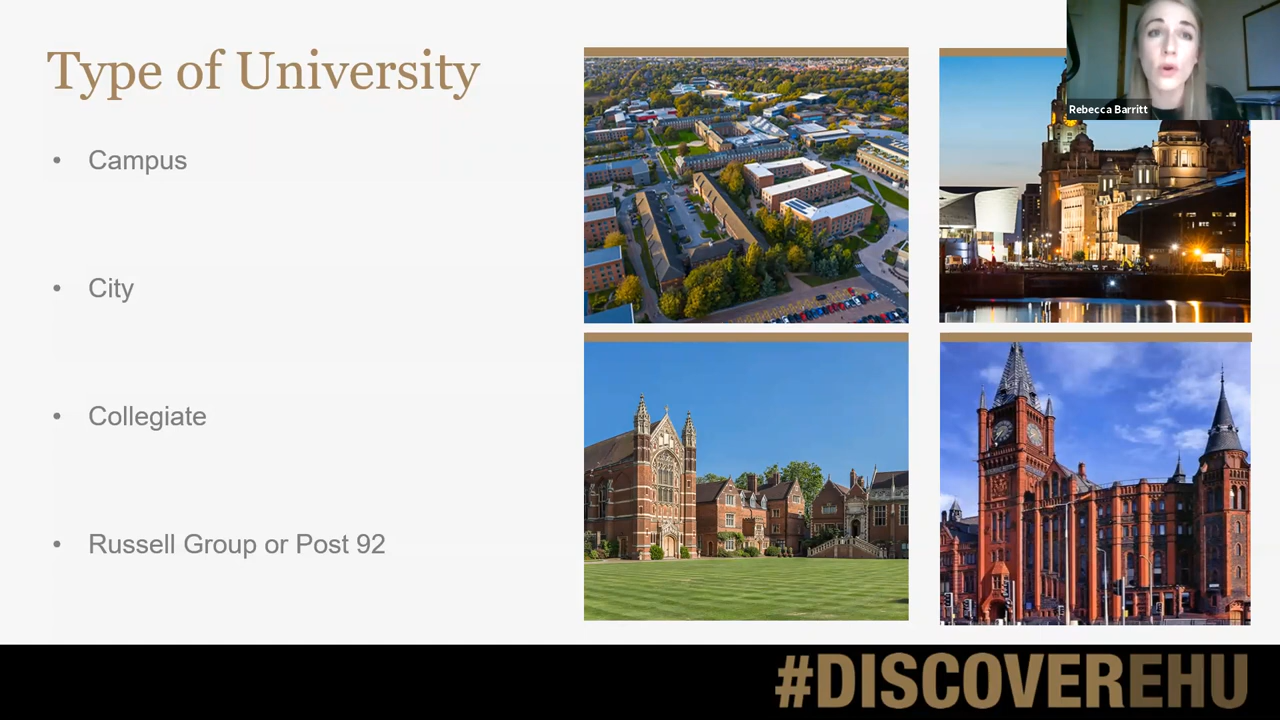 Type of University
Rebecca Barritt
• Campus
• City
• Collegiate
• Russell Group or Post 92
#DISCOVEREHU